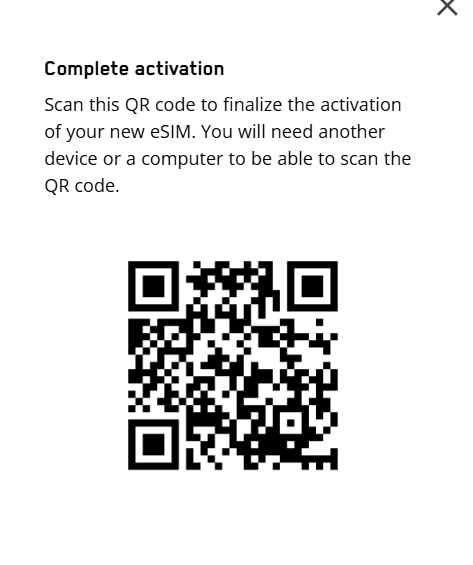 Complete activation
Scan this QR code to finalize the activation
of your new eSIM. You will need another
device or a computer to be able to scan the
QR code.